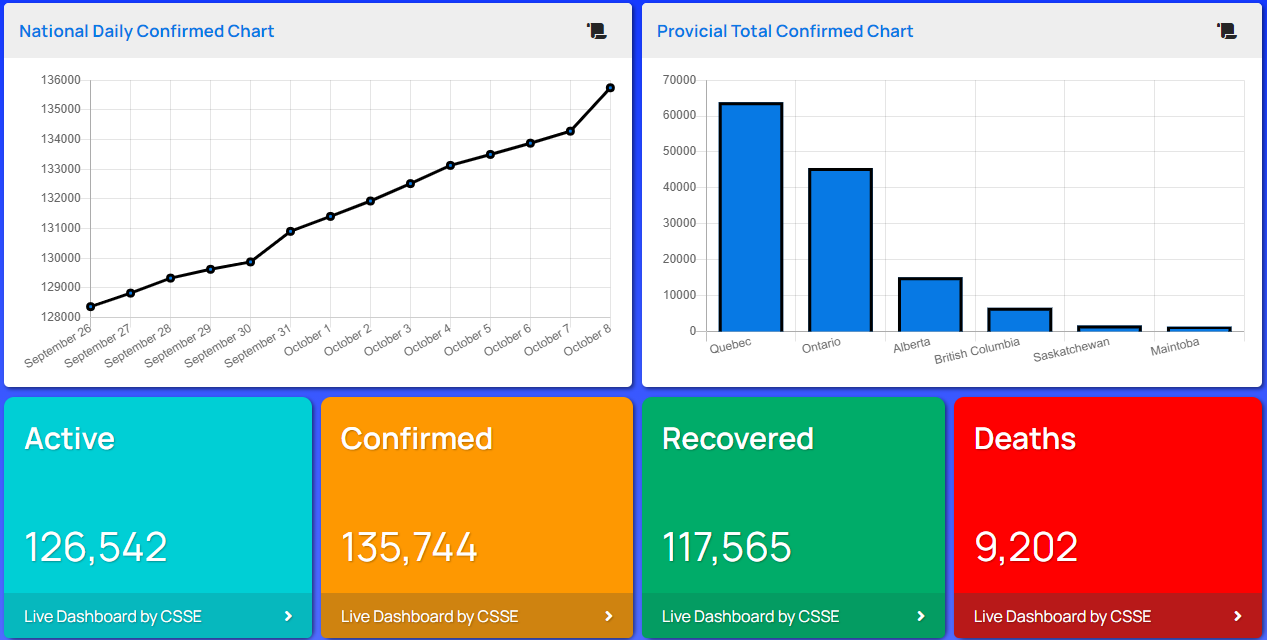 National Daily Confirmed Chart
136000
135000
134000
133000
132000
131000
130000
129000
128000
September 26
September 27
September 28
September 29
September 30
September 31
October 1
October 2
October 3
October 4
October 5
October 6
October 7
October 8
Provicial Total Confirmed Chart
70000
60000
50000
40000
30000
20000
10000
0
Quebec
Ontario
Alberta
British Columbia
Saskatchewan
Maintoba
Active
126,542
Live Dashboard by CSSE
Confirmed
135,744
Live Dashboard by CSSE
Recovered
117,565
Live Dashboard by CSSE
Deaths
9,202
Live Dashboard by CSSE